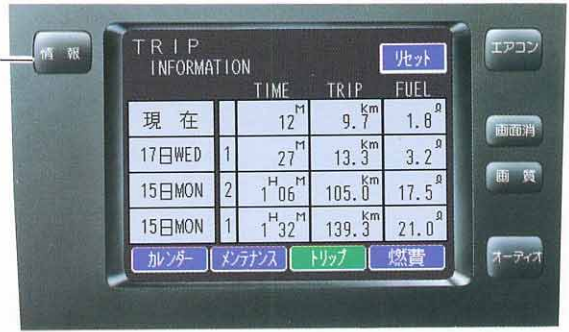 情 報
TRIP
INFORMATION
リセット
エアコン
TIME TRIP FUEL
現 在 12M 9.7Km 1.8ℓ
画面消
17日WED 1 27M 13.3Km 3.2ℓ
画 質
15日MON 2 1H06M 105.0Km 17.5ℓ
15日MON 1 1H32M 139.3Km 21.0ℓ
カレンダー メンテナンス トリップ 燃費
オーディオ